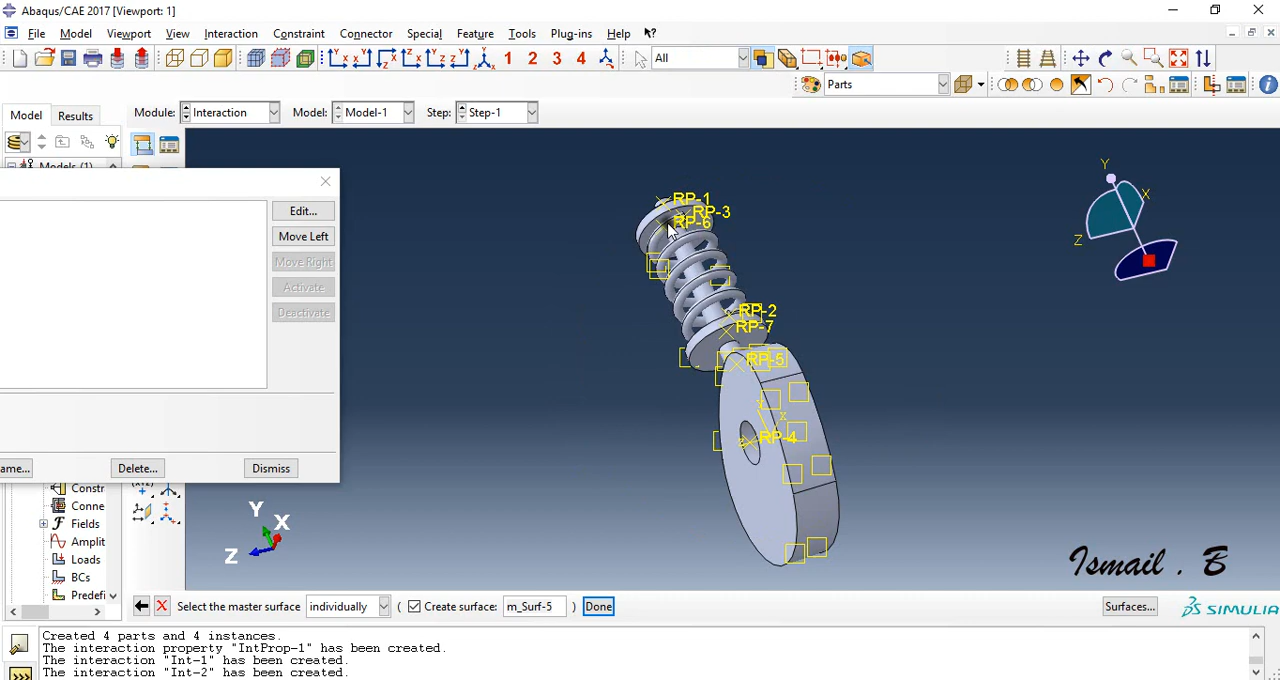 Abaqus/CAE 2017 [Viewport: 1]
File Model Viewport View Interaction Constraint Connector Special Feature Tools Plug-ins Help
1 2 3 4 All
Parts
Model Results Module: Interaction Model: Model-1 Step: Step-1
Models (1)
Edit...
Move Left
Move Right
Activate
Deactivate
ame... Delete... Dismiss
Constr
Conne
Fields
Amplit
Loads
BCs
Predefi
RP-1
RP-3
RP-6
RP-2
RP-7
RP-5
RP-4
Y
X
Z
Y
X
Z
Ismail . B
Select the master surface individually ( Create surface: m_Surf-5 ) Done Surfaces...
SIMULIA
Created 4 parts and 4 instances.
The interaction property "IntProp-1" has been created.
The interaction "Int-1" has been created.
The interaction "Int-2" has been created.